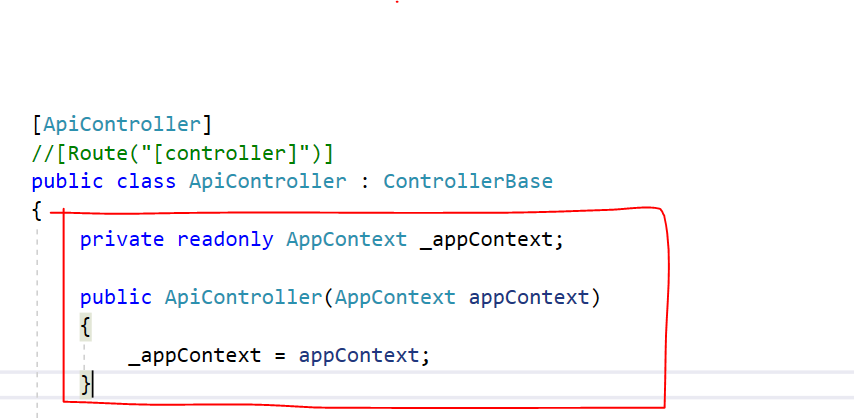 [ApiController]
//[Route("[controller]")]
public class ApiController : ControllerBase
{
private readonly AppContext _appContext;
public ApiController(AppContext appContext)
{
_appContext = appContext;
}